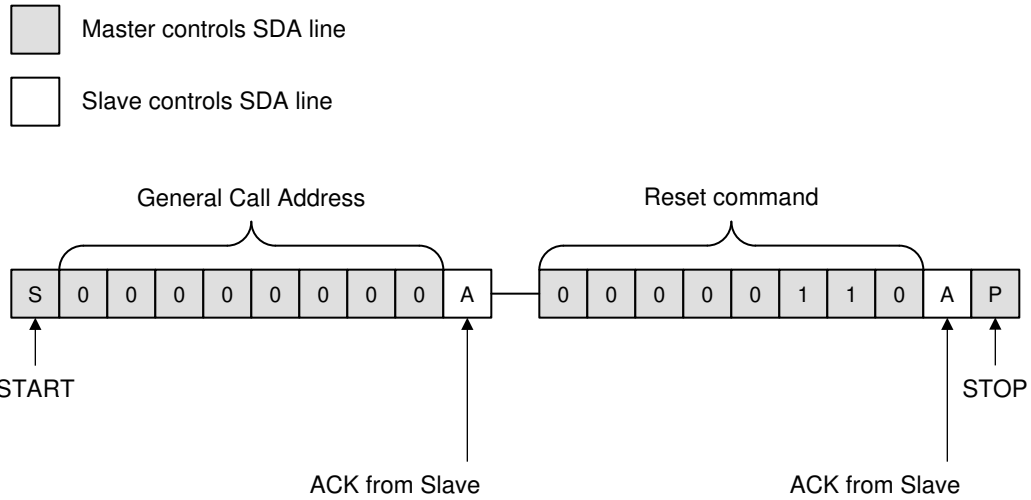 Master controls SDA line
Slave controls SDA line
General Call Address
Reset command
S 0 0 0 0 0 0 0 0 A 0 0 0 0 0 1 1 0 A P
START
STOP
ACK from Slave
ACK from Slave